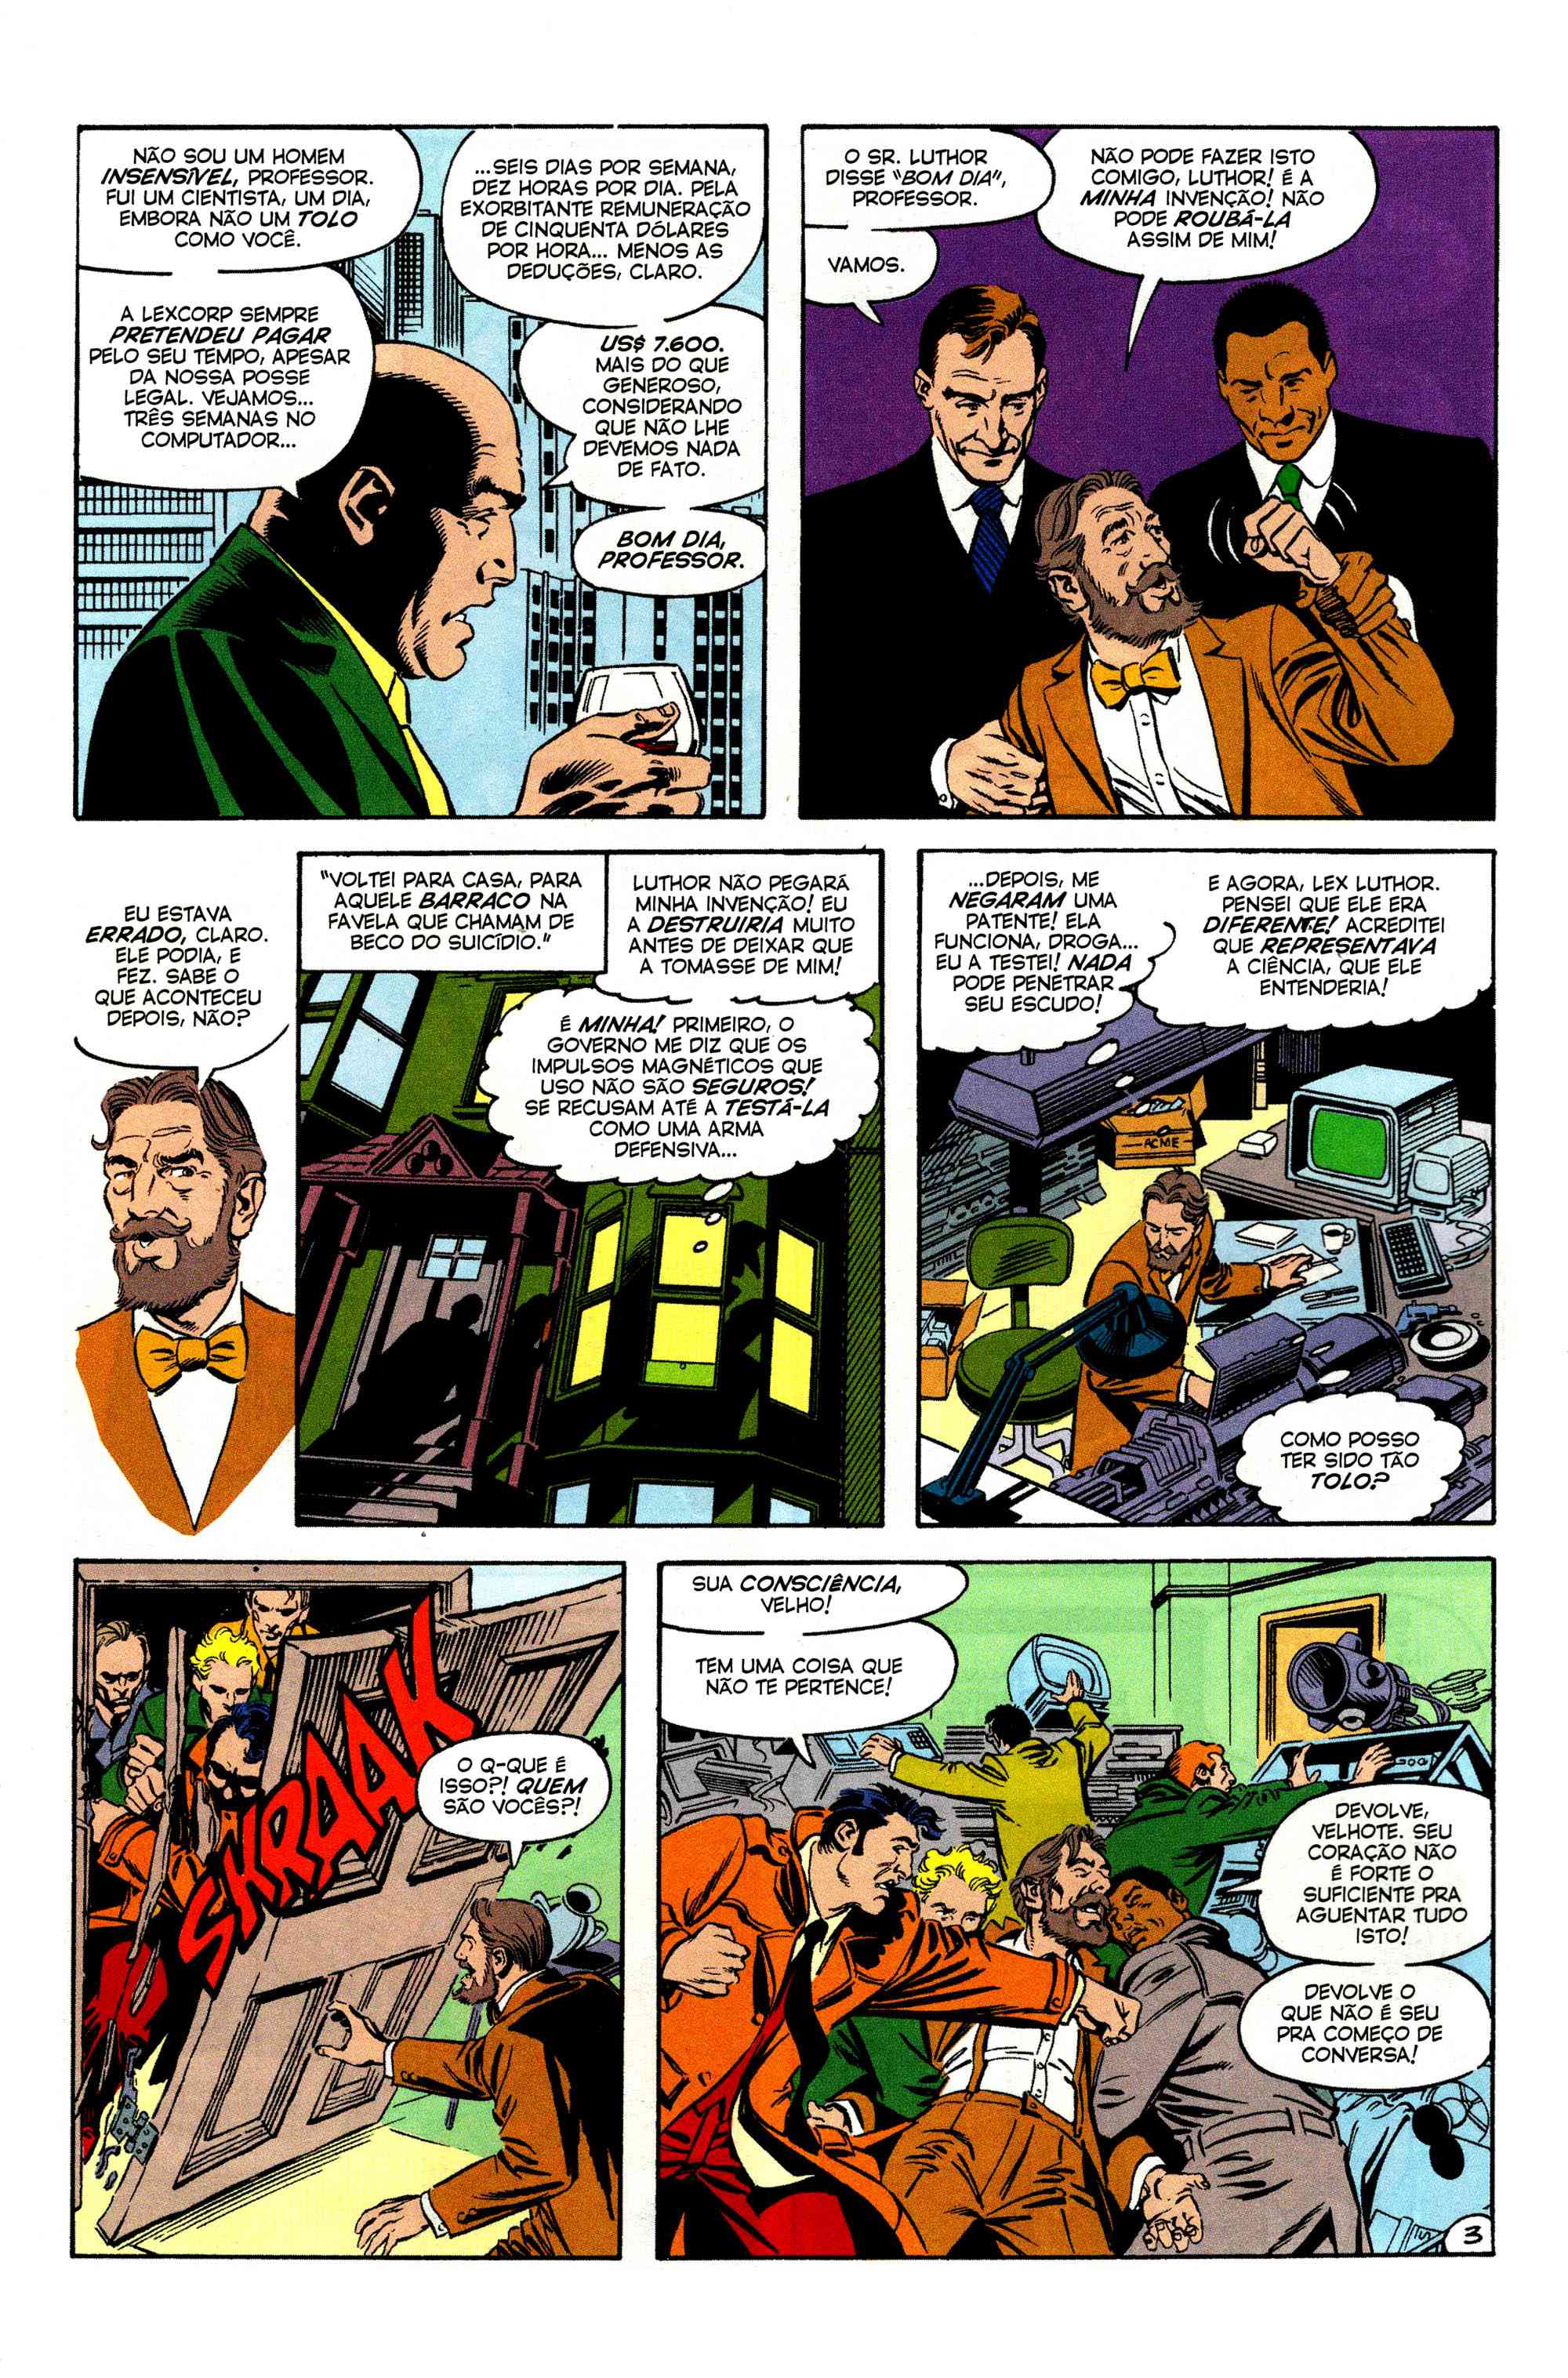 NÃO SOU UM HOMEM
INSENSÍVEL, PROFESSOR.
FUI UM CIENTISTA, UM DIA,
EMBORA NÃO UM TOLO
COMO VOCÊ.
A LEXCORP SEMPRE
PRETENDEU PAGAR
PELO SEU TEMPO, APESAR
DA NOSSA POSSE
LEGAL. VEJAMOS...
TRÊS SEMANAS NO
COMPUTADOR...
...SEIS DIAS POR SEMANA,
DEZ HORAS POR DIA. PELA
EXORBITANTE REMUNERAÇÃO
DE CINQUENTA DÓLARES
POR HORA... MENOS AS
DEDUÇÕES, CLARO.
US$ 7.600.
MAIS DO QUE
GENEROSO,
CONSIDERANDO
QUE NÃO LHE
DEVEMOS NADA
DE FATO.
BOM DIA,
PROFESSOR.
O SR. LUTHOR
DISSE "BOM DIA",
PROFESSOR.
VAMOS.
NÃO PODE FAZER ISTO
COMIGO, LUTHOR! É A
MINHA INVENÇÃO! NÃO
PODE ROUBÁ-LA
ASSIM DE MIM!
EU ESTAVA
ERRADO, CLARO.
ELE PODIA, E
FEZ. SABE O
QUE ACONTECEU
DEPOIS, NÃO?
"VOLTEI PARA CASA, PARA
AQUELE BARRACO NA
FAVELA QUE CHAMAM DE
BECO DO SUICÍDIO."
LUTHOR NÃO PEGARÁ
MINHA INVENÇÃO! EU
A DESTRUIRIA MUITO
ANTES DE DEIXAR QUE
A TOMASSE DE MIM!
É MINHA! PRIMEIRO, O
GOVERNO ME DIZ QUE OS
IMPULSOS MAGNÉTICOS QUE
USO NÃO SÃO SEGUROS!
SE RECUSAM ATÉ A TESTÁ-LA
COMO UMA ARMA
DEFENSIVA...
...DEPOIS, ME
NEGARAM UMA
PATENTE! ELA
FUNCIONA, DROGA...
EU A TESTEI! NADA
PODE PENETRAR
SEU ESCUDO!
E AGORA, LEX LUTHOR.
PENSEI QUE ELE ERA
DIFERENTE! ACREDITEI
QUE REPRESENTAVA
A CIÊNCIA, QUE ELE
ENTENDERIA!
ACME
COMO POSSO
TER SIDO TÃO
TOLO?
SKRAAK
O Q-QUE É
ISSO?! QUEM
SÃO VOCÊS?!
SUA CONSCIÊNCIA,
VELHO!
TEM UMA COISA QUE
NÃO TE PERTENCE!
DEVOLVE,
VELHOTE. SEU
CORAÇÃO NÃO
É FORTE O
SUFICIENTE PRA
AGUENTAR TUDO
ISTO!
DEVOLVE O
QUE NÃO É SEU
PRA COMEÇO DE
CONVERSA!
3